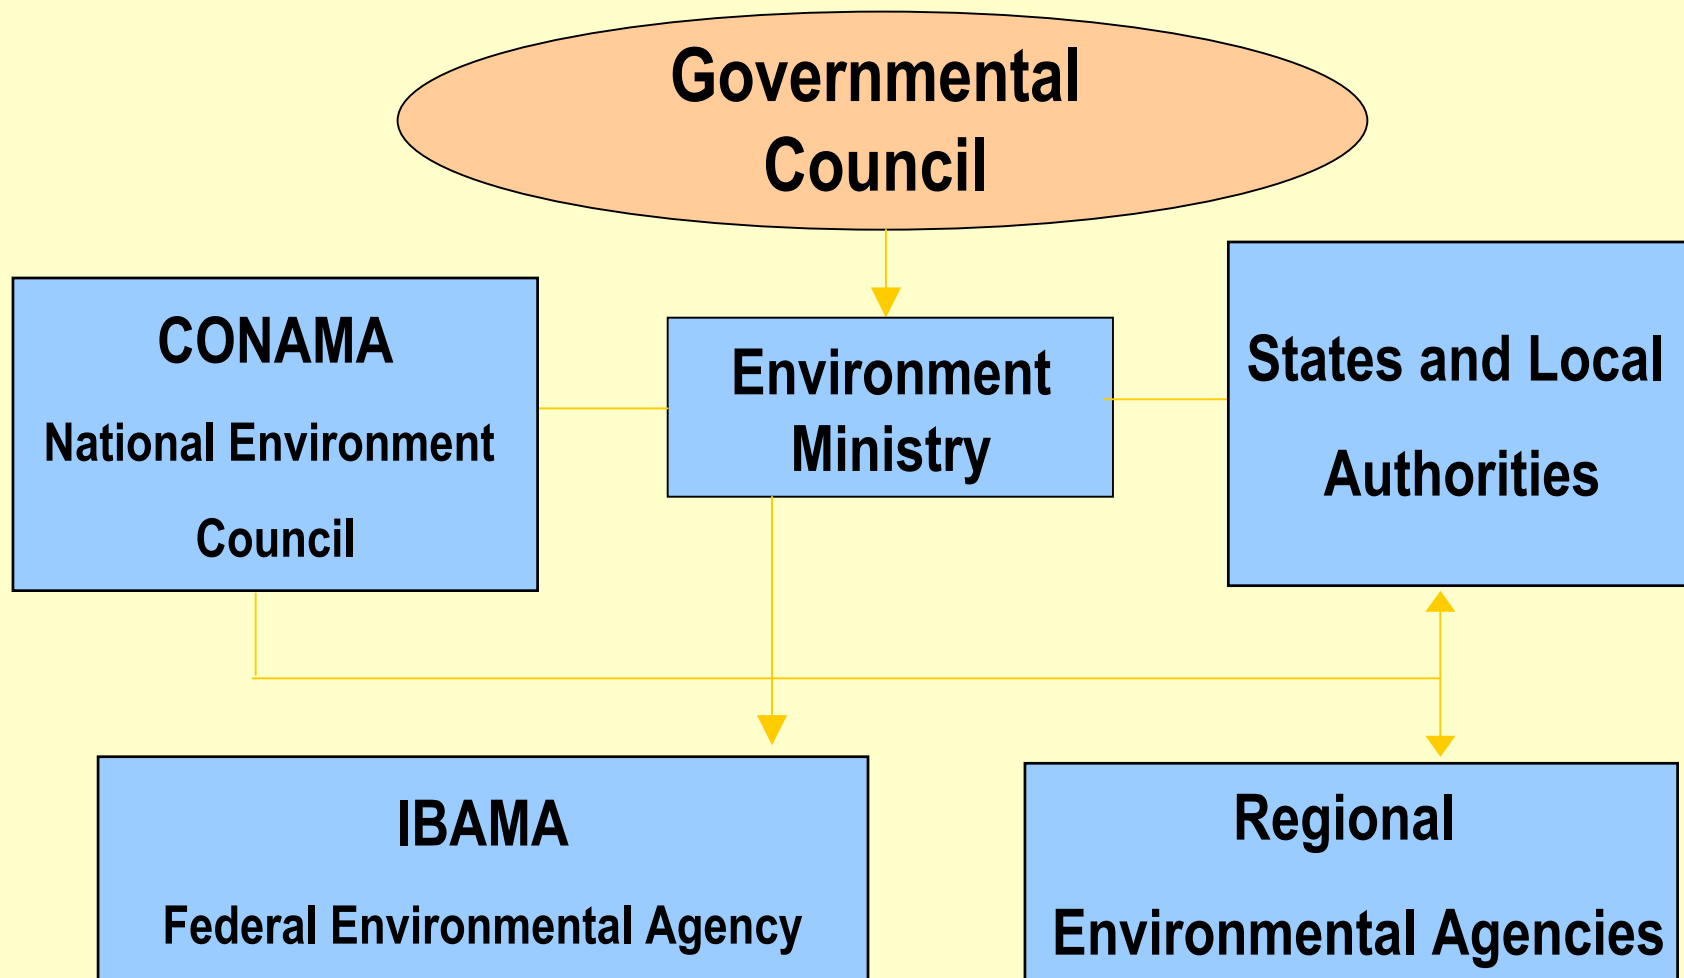 Governmental
Council
CONAMA
National Environment
Council
Environment
Ministry
States and Local
Authorities
IBAMA
Federal Environmental Agency
Regional
Environmental Agencies